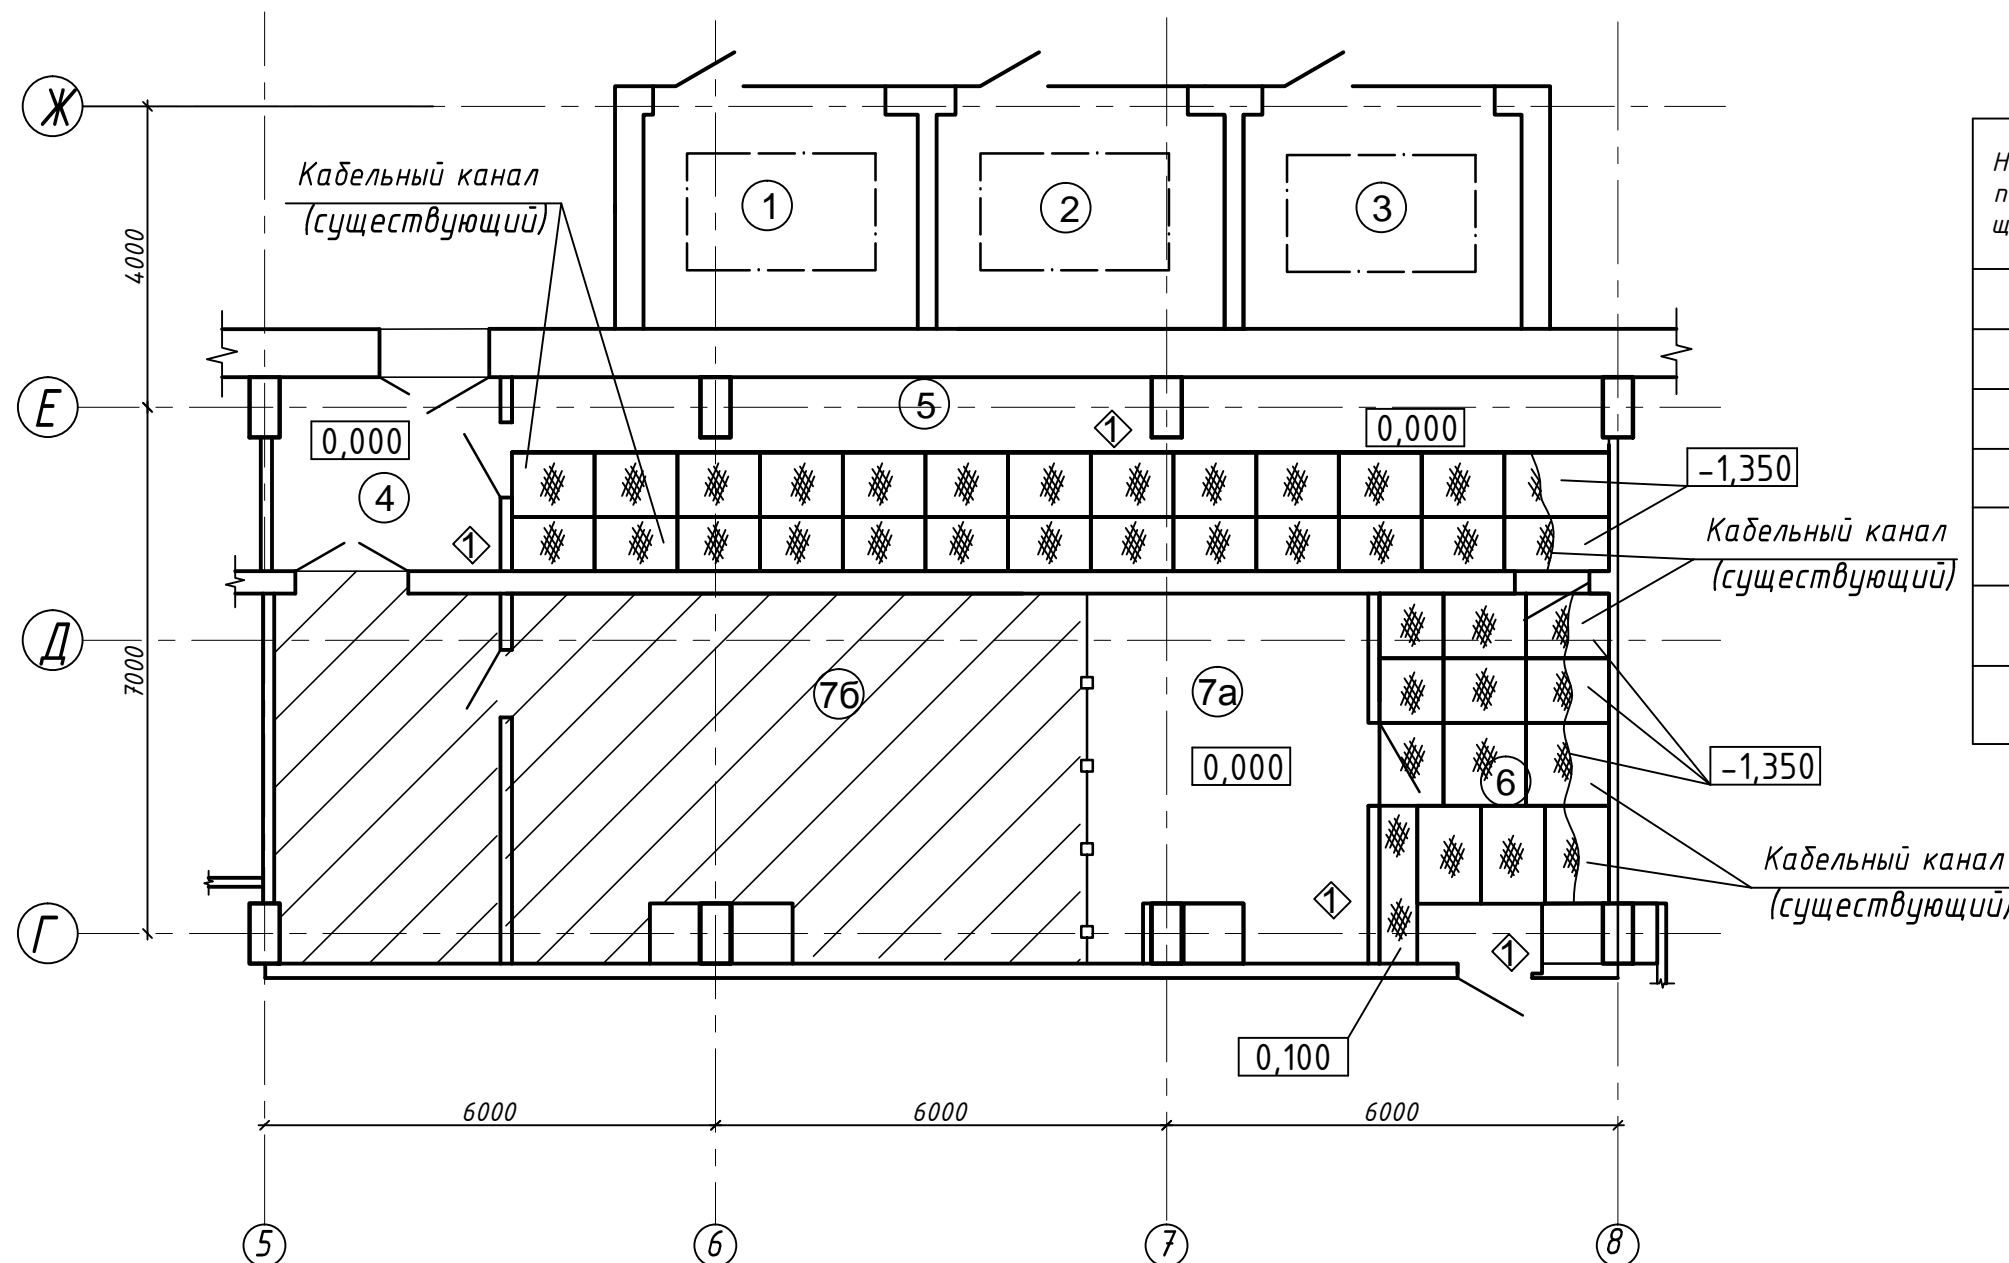 Ж
Кабельный канал
(существующий)
1
2
3
Н
п
щ
4000
Е
5
0,000
1
0,000
4
1
-1,350
Кабельный канал
(существующий)
Д
7000
7б
7а
0,000
6
-1,350
Кабельный канал
(существующий)
1
Г
1
0,100
6000
6000
6000
5
6
7
8